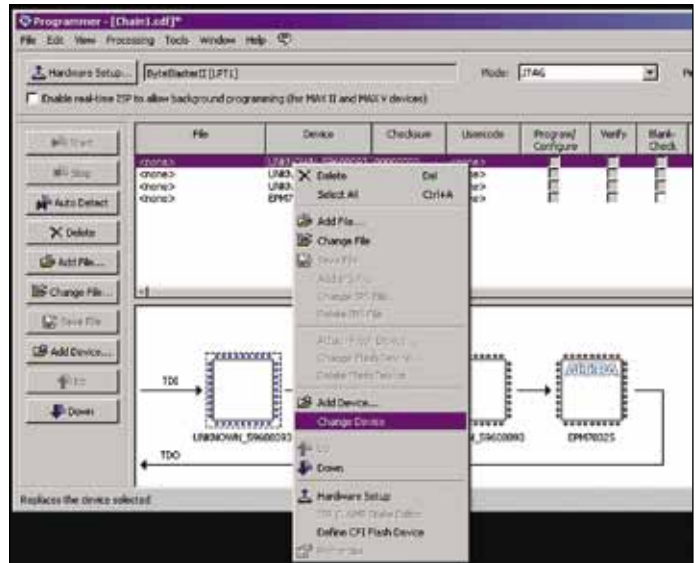 Programmer - [Chain1.cdf]*
File Edit View Processing Tools Window Help
Hardware Setup... ByteBlasterII [LPT1] Mode: JTAG
Enable real-time ISP to allow background programming (for MAX II and MAX V devices)
File Device Checksum Usercode Program/Configure Verify Blank-Check
Start
Stop
Auto Detect
Delete
Add File...
Change File...
Save File
Add Device...
Up
Down
<none>
<none>
<none>
<none>
Delete Del
Select All Ctrl+A
Add File...
Change File
Save File
Change Device
Add Device...
Up
Down
Hardware Setup
Define CFI Flash Device
Properties
TDI
TDO
UNKNOWN_59600093
EPM7032S
Replaces the device selected